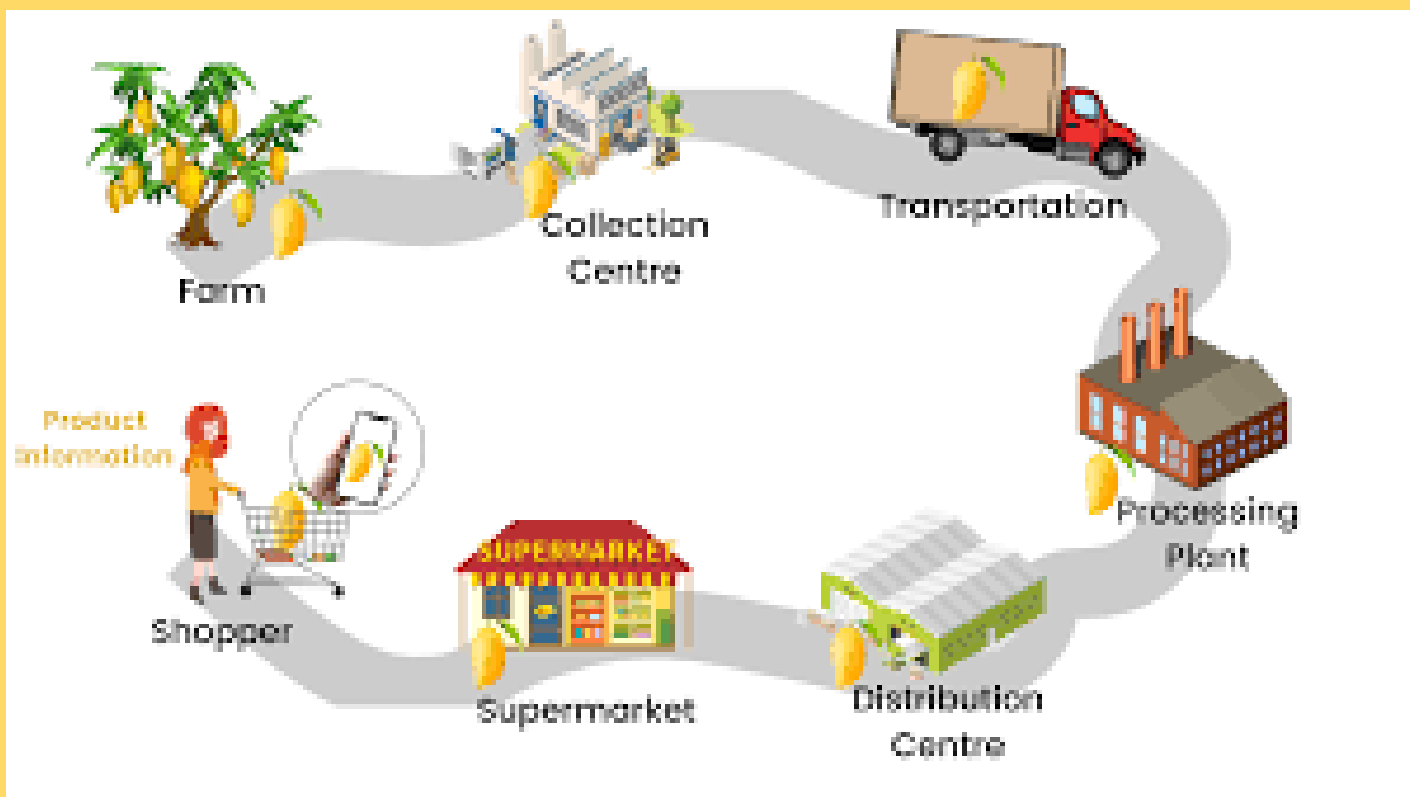 Farm
Collection
Centre
Transportation
Processing
Plant
Distribution
Centre
SUPERMARKET
Supermarket
Shopper
Product
Information